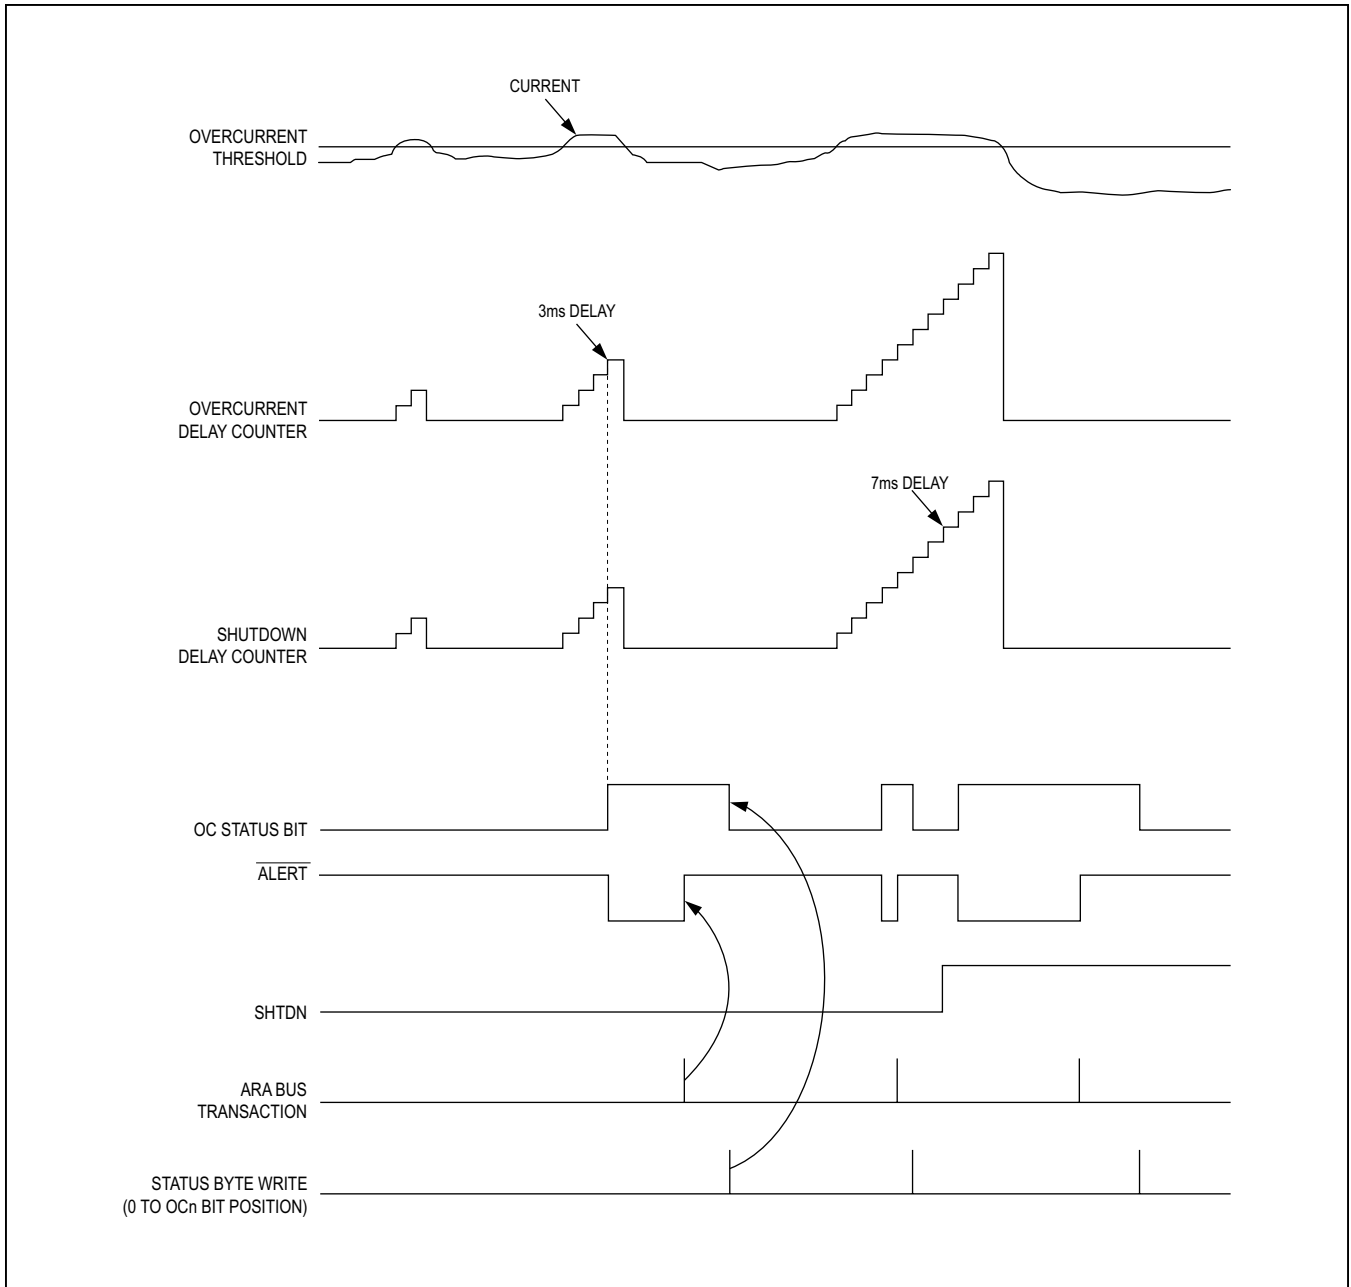 CURRENT
OVERCURRENT
THRESHOLD
3ms DELAY
OVERCURRENT
DELAY COUNTER
7ms DELAY
SHUTDOWN
DELAY COUNTER
OC STATUS BIT
ALERT
SHTDN
ARA BUS
TRANSACTION
STATUS BYTE WRITE
(0 TO OCn BIT POSITION)